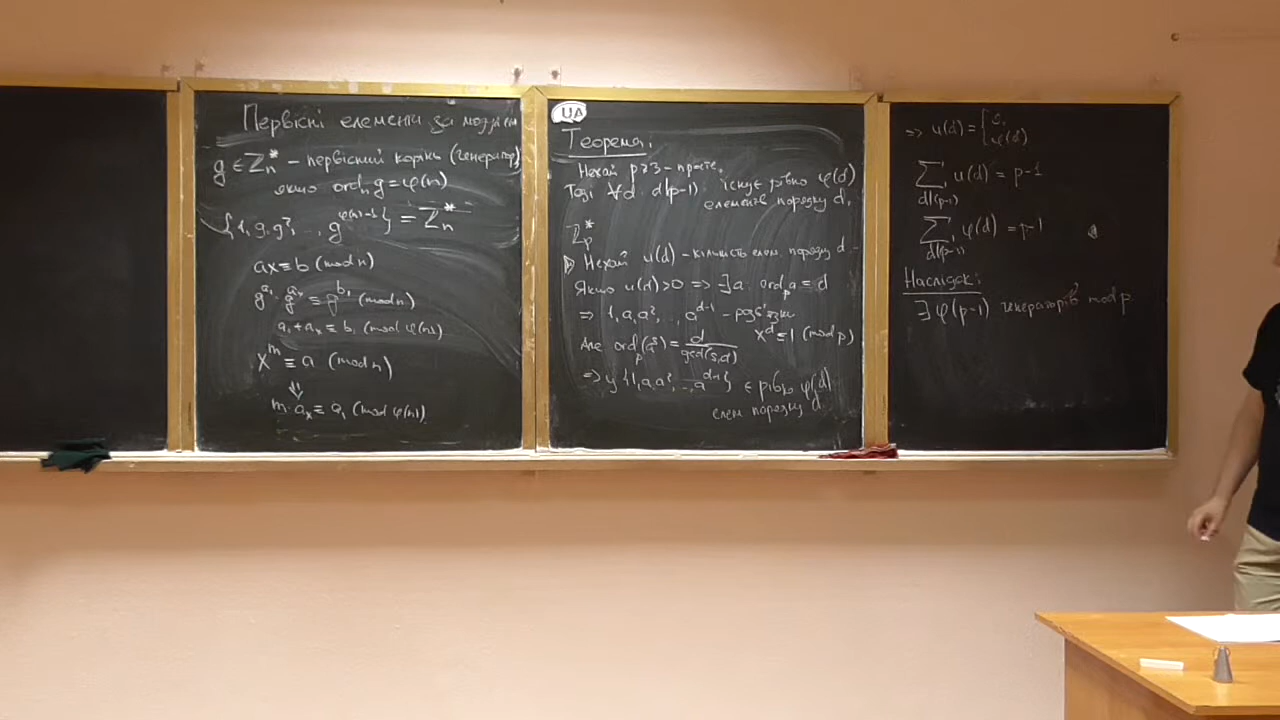 Первісні елементи за модулем
g ∈ Z*ₙ – первісний корінь (генератор)
якщо ordₙ g = φ(n)
{1, g, g², ..., g^{φ(n)-1}} = Z*ₙ
ax ≡ b (mod n)
g^{a₁} · g^{aₓ} ≡ g^{b₁} (mod n)
a₁ + aₓ ≡ b₁ (mod φ(n))
x^m ≡ a (mod n)
⇓
m · aₓ ≡ a₁ (mod φ(n))
UA
Теорема:
Нехай p ≥ 3 – просте,
Тоді ∀d: d|(p-1) існує рівно φ(d)
елементів порядку d.
Z*ₚ
▷ Нехай u(d) – кількість елем. порядку d
Якщо u(d) > 0 => ∃a: ordₚ a = d
=> 1, a, a², ..., a^{d-1} – розв'язки
x^d ≡ 1 (mod p)
Але ordₚ(a^s) = d/gcd(s,d)
=> у {1, a, a², ..., a^{d-1}} є рівно φ(d)
елем порядку d
=> u(d) = { 0, φ(d)
∑_{d|(p-1)} u(d) = p-1
∑_{d|(p-1)} φ(d) = p-1
Наслідок:
∃ φ(p-1) генераторів mod p.